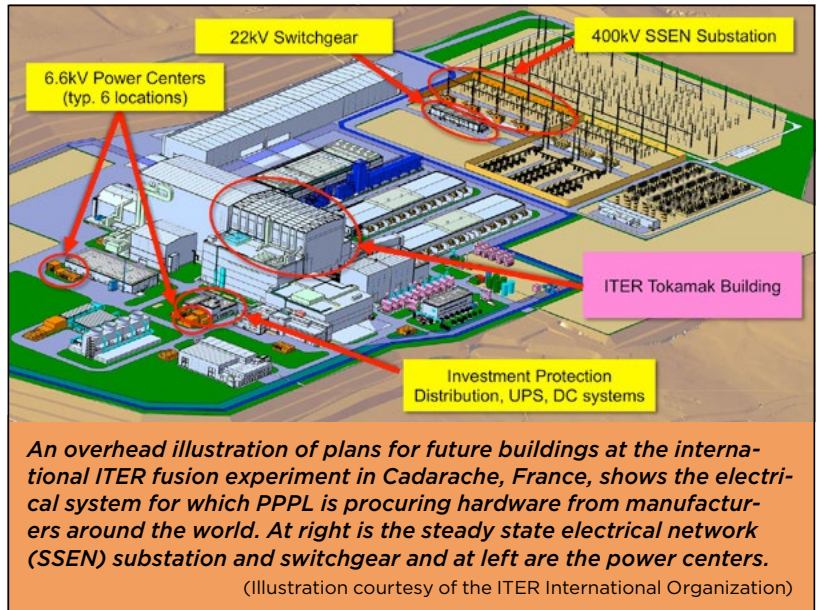 22kV Switchgear
400kV SSEN Substation
6.6kV Power Centers
(typ. 6 locations)
ITER Tokamak Building
Investment Protection
Distribution, UPS, DC systems
An overhead illustration of plans for future buildings at the interna-
tional ITER fusion experiment in Cadarache, France, shows the electri-
cal system for which PPPL is procuring hardware from manufactur-
ers around the world. At right is the steady state electrical network
(SSEN) substation and switchgear and at left are the power centers.
(Illustration courtesy of the ITER International Organization)